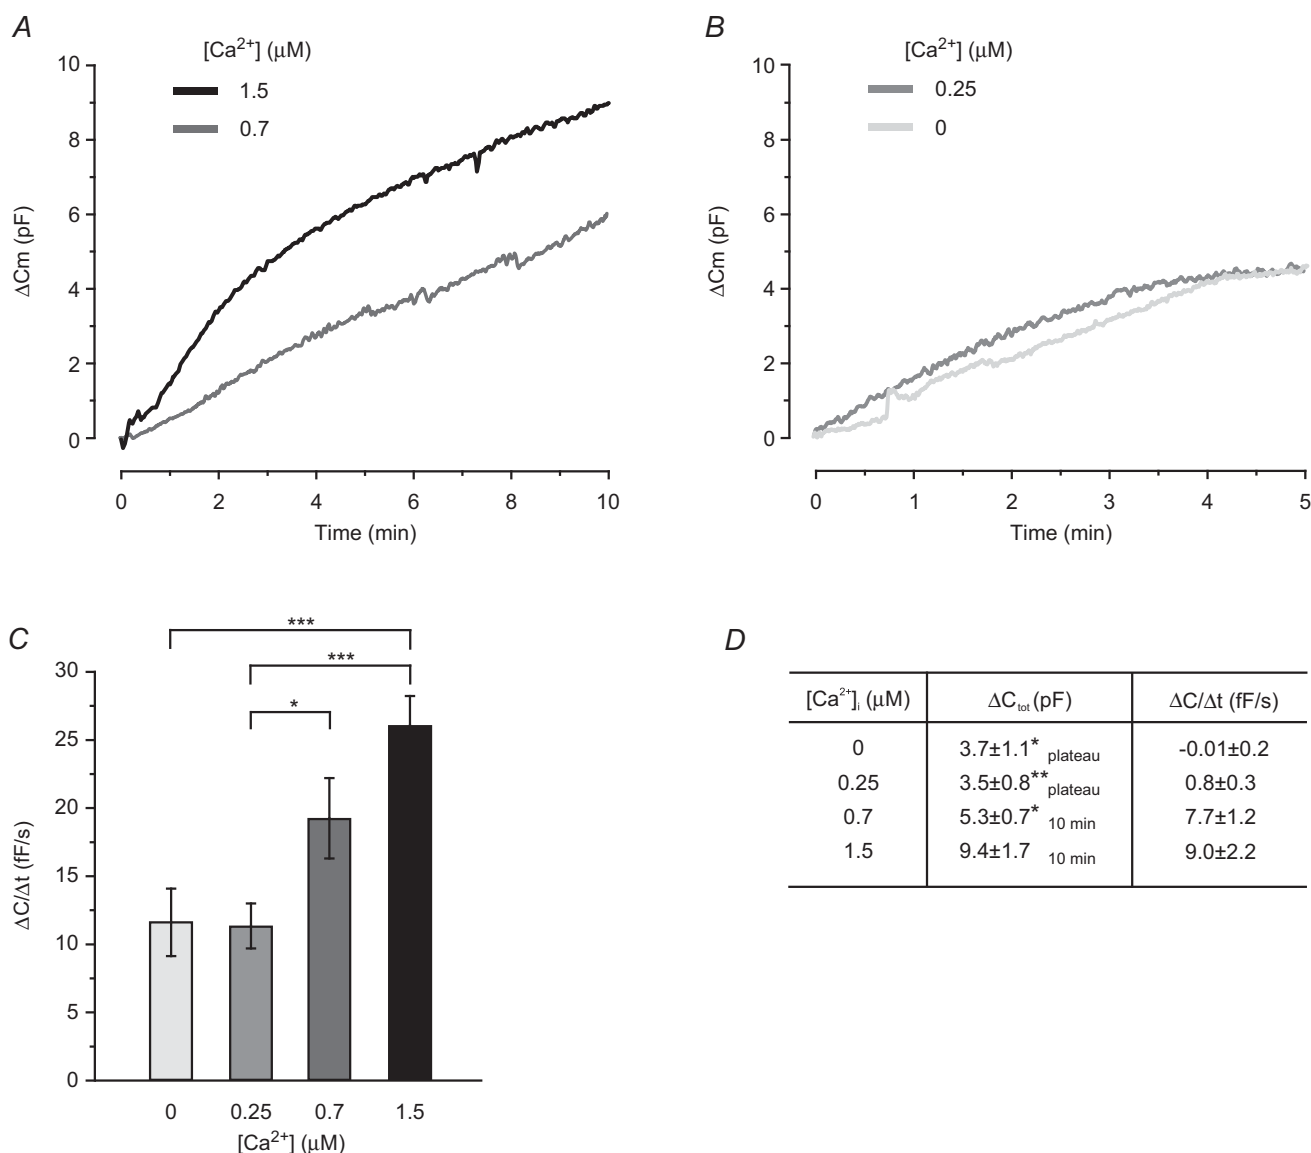 A
[Ca2+] (μM)
1.5
0.7
10
8
6
4
2
0
ΔCm (pF)
0 2 4 6 8 10
Time (min)
B
[Ca2+] (μM)
0.25
0
10
8
6
4
2
0
ΔCm (pF)
0 1 2 3 4 5
Time (min)
C
***
***
*
30
25
20
15
10
5
0
ΔC/Δt (fF/s)
0 0.25 0.7 1.5
[Ca2+] (μM)
D
[Ca2+]i (μM) ΔCtot (pF) ΔC/Δt (fF/s)
0 3.7±1.1* plateau -0.01±0.2
0.25 3.5±0.8** plateau 0.8±0.3
0.7 5.3±0.7* 10 min 7.7±1.2
1.5 9.4±1.7 10 min 9.0±2.2